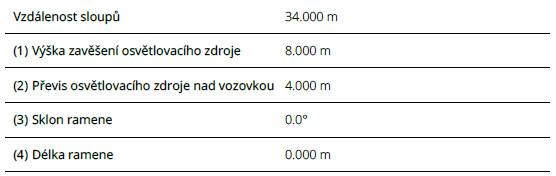 Vzdálenost sloupů 34.000 m
(1) Výška zavěšení osvětlovacího zdroje 8.000 m
(2) Převis osvětlovacího zdroje nad vozovkou 4.000 m
(3) Sklon ramene 0.0°
(4) Délka ramene 0.000 m